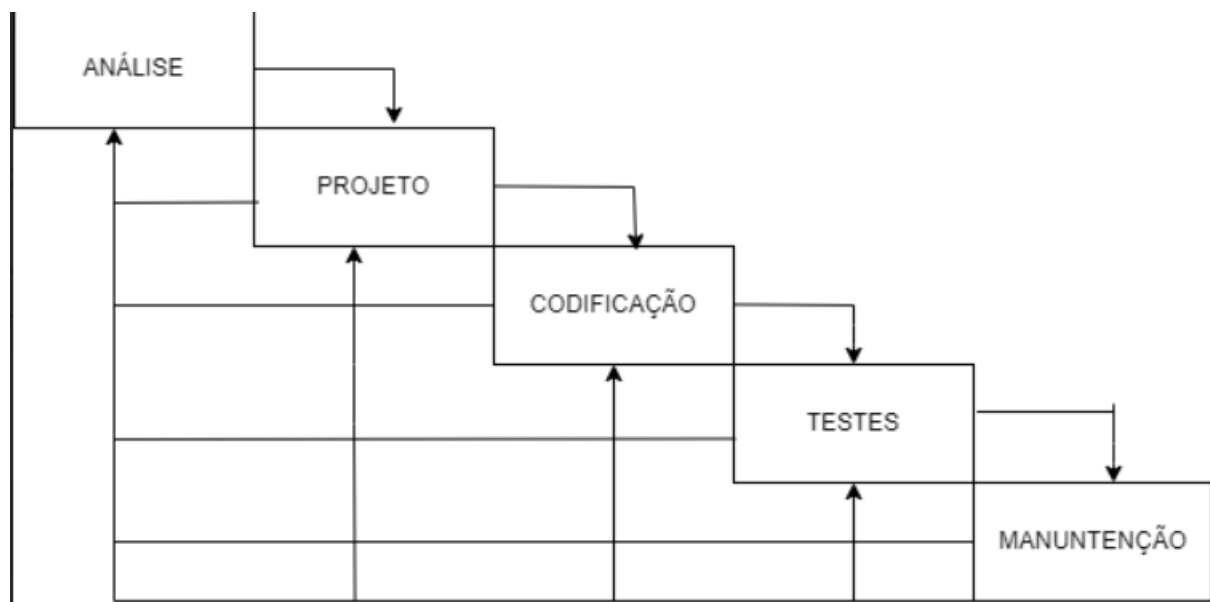 ANÁLISE
PROJETO
CODIFICAÇÃO
TESTES
MANUNTENÇÃO